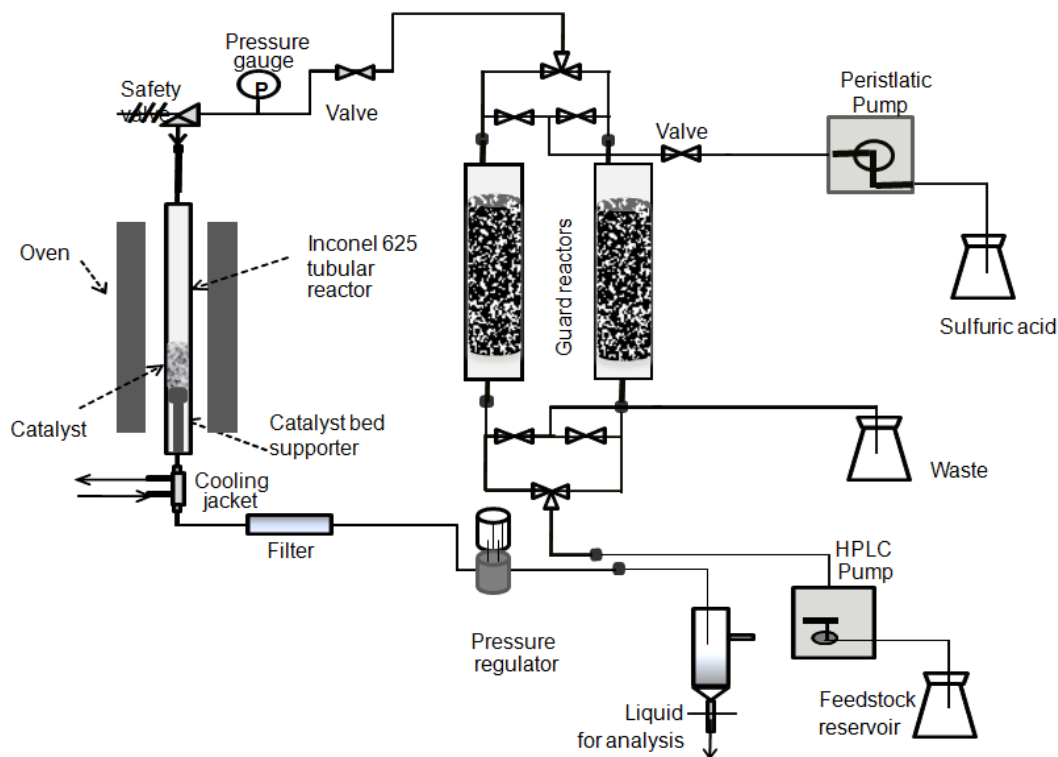 Pressure
gauge
P
Safety
valve
Valve
Peristlatic
Pump
Valve
Inconel 625
tubular
reactor
Oven
Guard reactors
Sulfuric acid
Catalyst
Catalyst bed
supporter
Waste
Cooling
jacket
Filter
HPLC
Pump
Pressure
regulator
Feedstock
reservoir
Liquid
for analysis